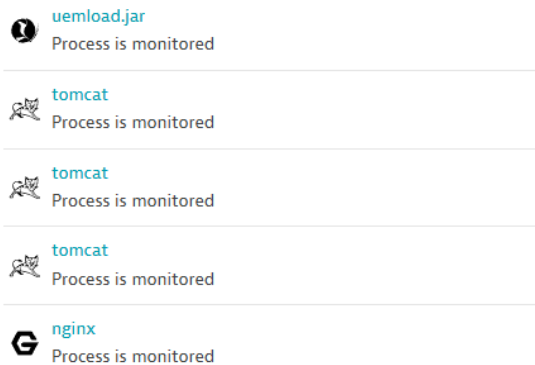 uemload.jar
Process is monitored
tomcat
Process is monitored
tomcat
Process is monitored
tomcat
Process is monitored
nginx
Process is monitored